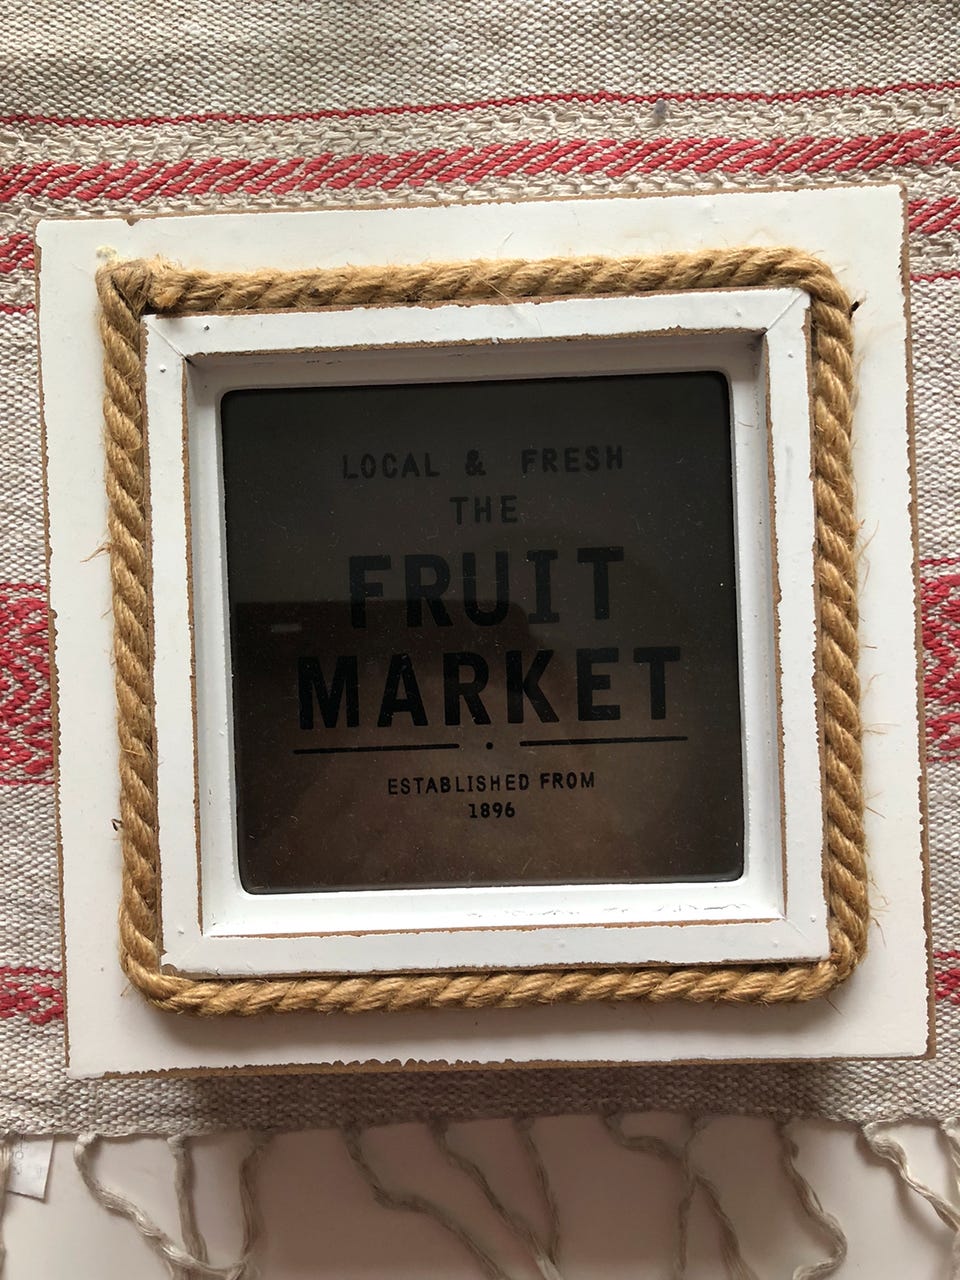 LOCAL & FRESH
THE
FRUIT
MARKET
ESTABLISHED FROM
1896